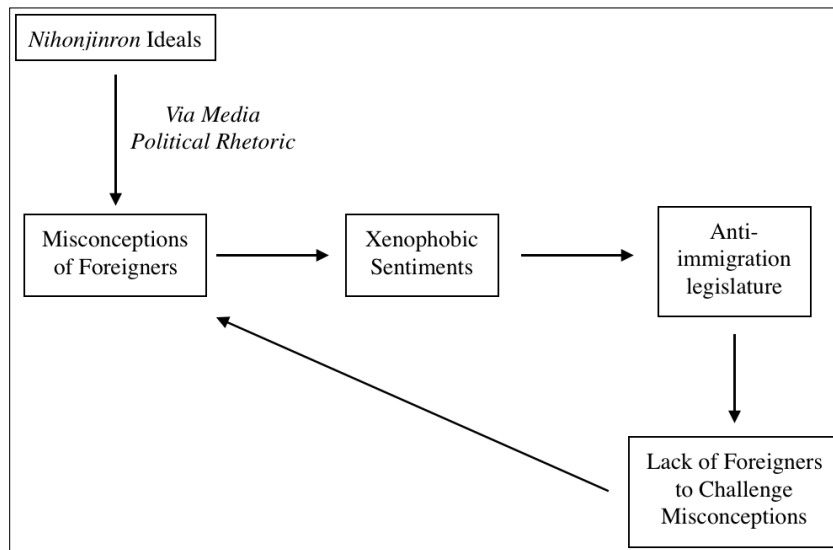 Nihonjinron Ideals
Via Media
Political Rhetoric
Misconceptions
of Foreigners
Xenophobic
Sentiments
Anti-
immigration
legislature
Lack of Foreigners
to Challenge
Misconceptions